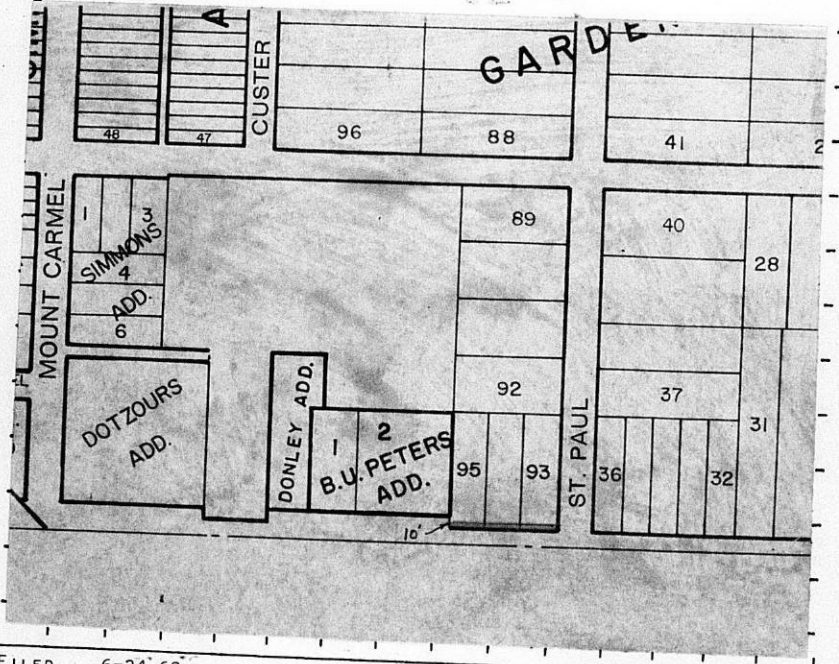 A
CUSTER
48
47
96
88
41
2
MOUNT CARMEL
1
3
SIMMONS
ADD.
4
6
89
40
28
92
37
31
DOTZOURS
ADD.
DONLEY ADD.
1
2
B.U. PETERS
ADD.
95
93
ST. PAUL
36
32
10'